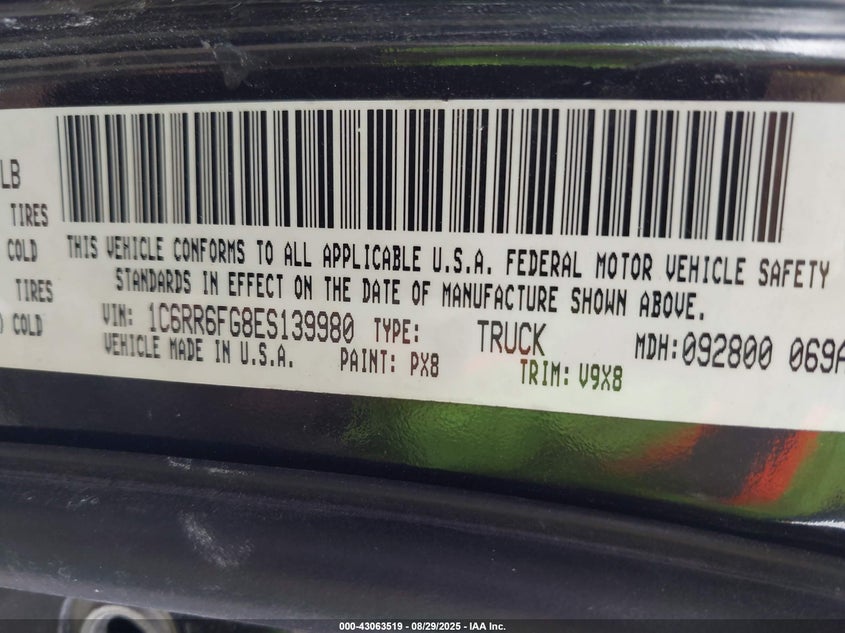 LB
TIRES
COLD
TIRES
) COLD
THIS VEHICLE CONFORMS TO ALL APPLICABLE U.S.A. FEDERAL MOTOR VEHICLE SAFETY
STANDARDS IN EFFECT ON THE DATE OF MANUFACTURE SHOWN ABOVE.
VIN: 1C6RR6FG8ES139980 TYPE: TRUCK MDH:092800 069A
VEHICLE MADE IN U.S.A. PAINT: PX8 TRIM: V9X8
000-43063519 - 08/29/2025 - IAA Inc.